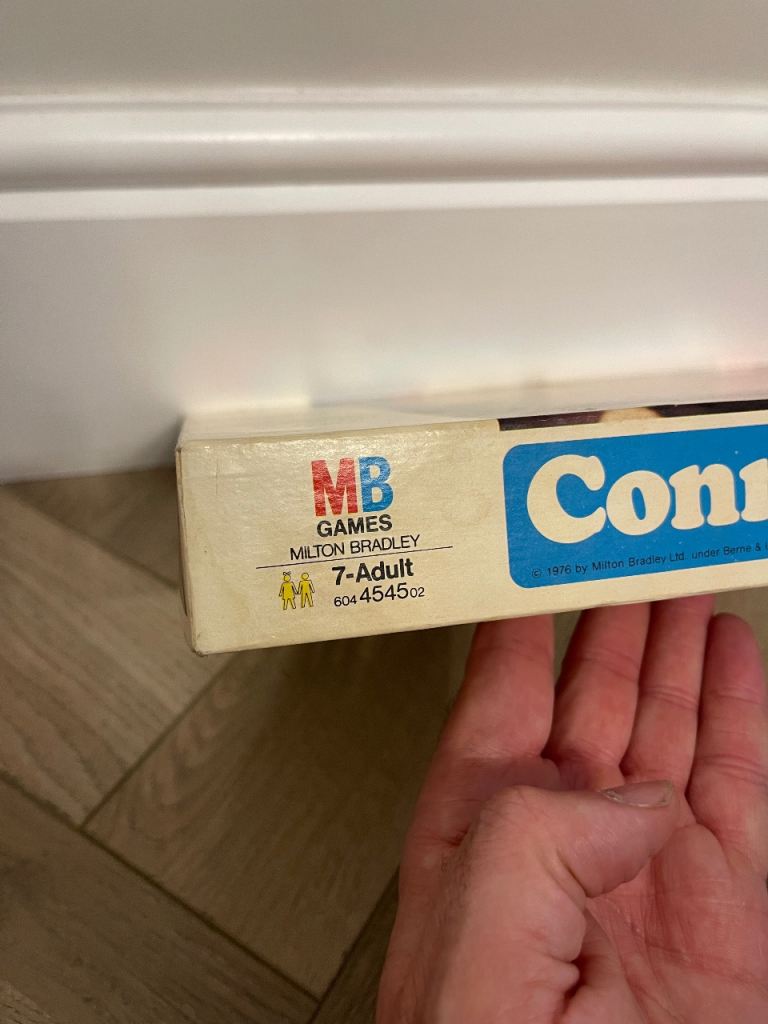 MB
GAMES
MILTON BRADLEY
7-Adult
604 4545 02
Conn
© 1976 by Milton Bradley Ltd. under Berne &